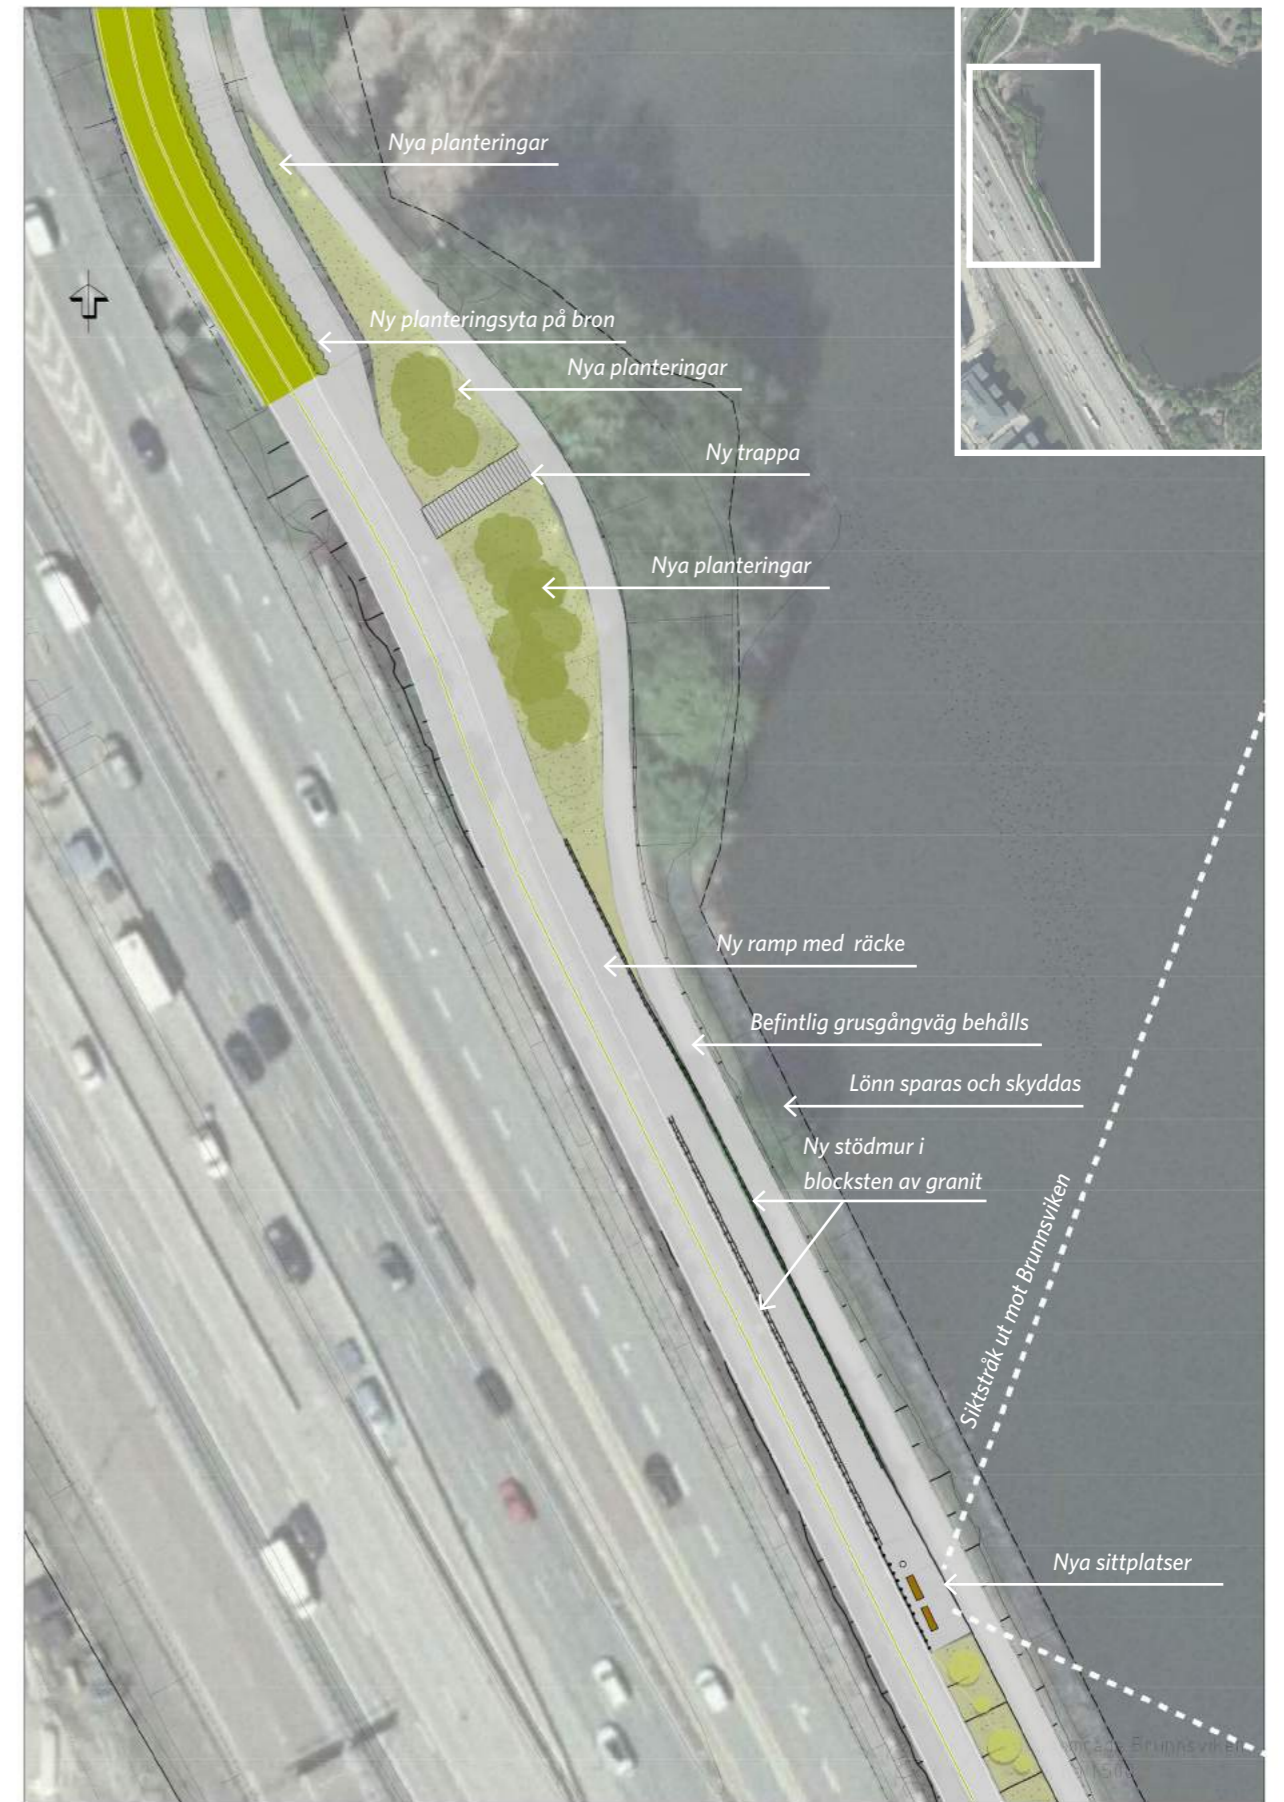 Nya planteringar
Ny planteringsyta på bron
Nya planteringar
Ny trappa
Nya planteringar
Ny ramp med räcke
Befintlig grusgångväg behålls
Lönn sparas och skyddas
Ny stödmur i
blocksten av granit
Siktstråk ut mot Brunnsviken
Nya sittplatser
Brunnsviken